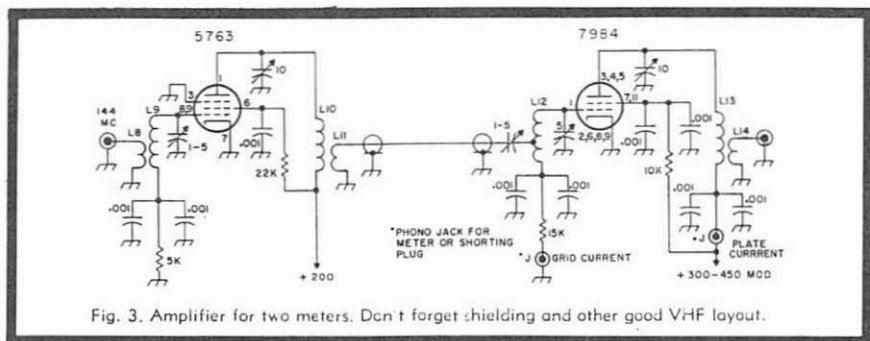 5763
7984
1
10
3
8,9
6
7
144
MC
L8
L9
1-5
.001
22K
L10
L11
.001
.001
5K
+200
1-5
L12
5
1
3,4,5
10
7,11
2,6,8,9
.001
.001
10K
L13
L14
.001
.001
.001
.001
15K
*J
GRID CURRENT
*PHONO JACK FOR
METER OR SHORTING
PLUG
*J
PLATE
CURRRENT
+300-450 MOD
Fig. 3. Amplifier for two meters. Don't forget shielding and other good VHF layout.